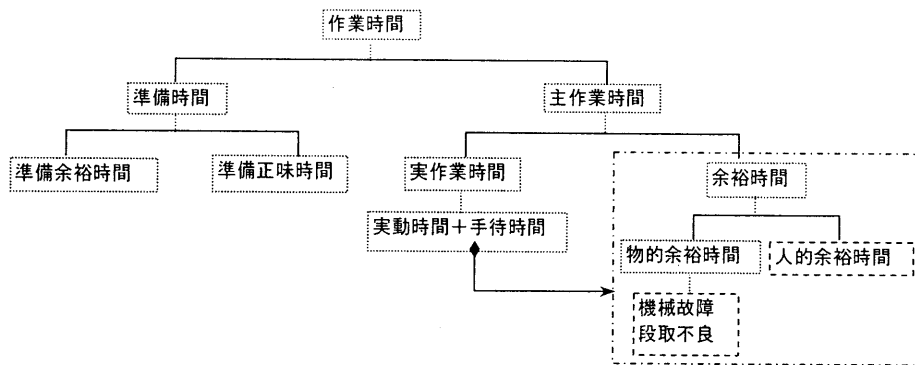 作業時間
準備時間
主作業時間
準備余裕時間
準備正味時間
実作業時間
余裕時間
実動時間＋手待時間
物的余裕時間
人的余裕時間
機械故障
段取不良